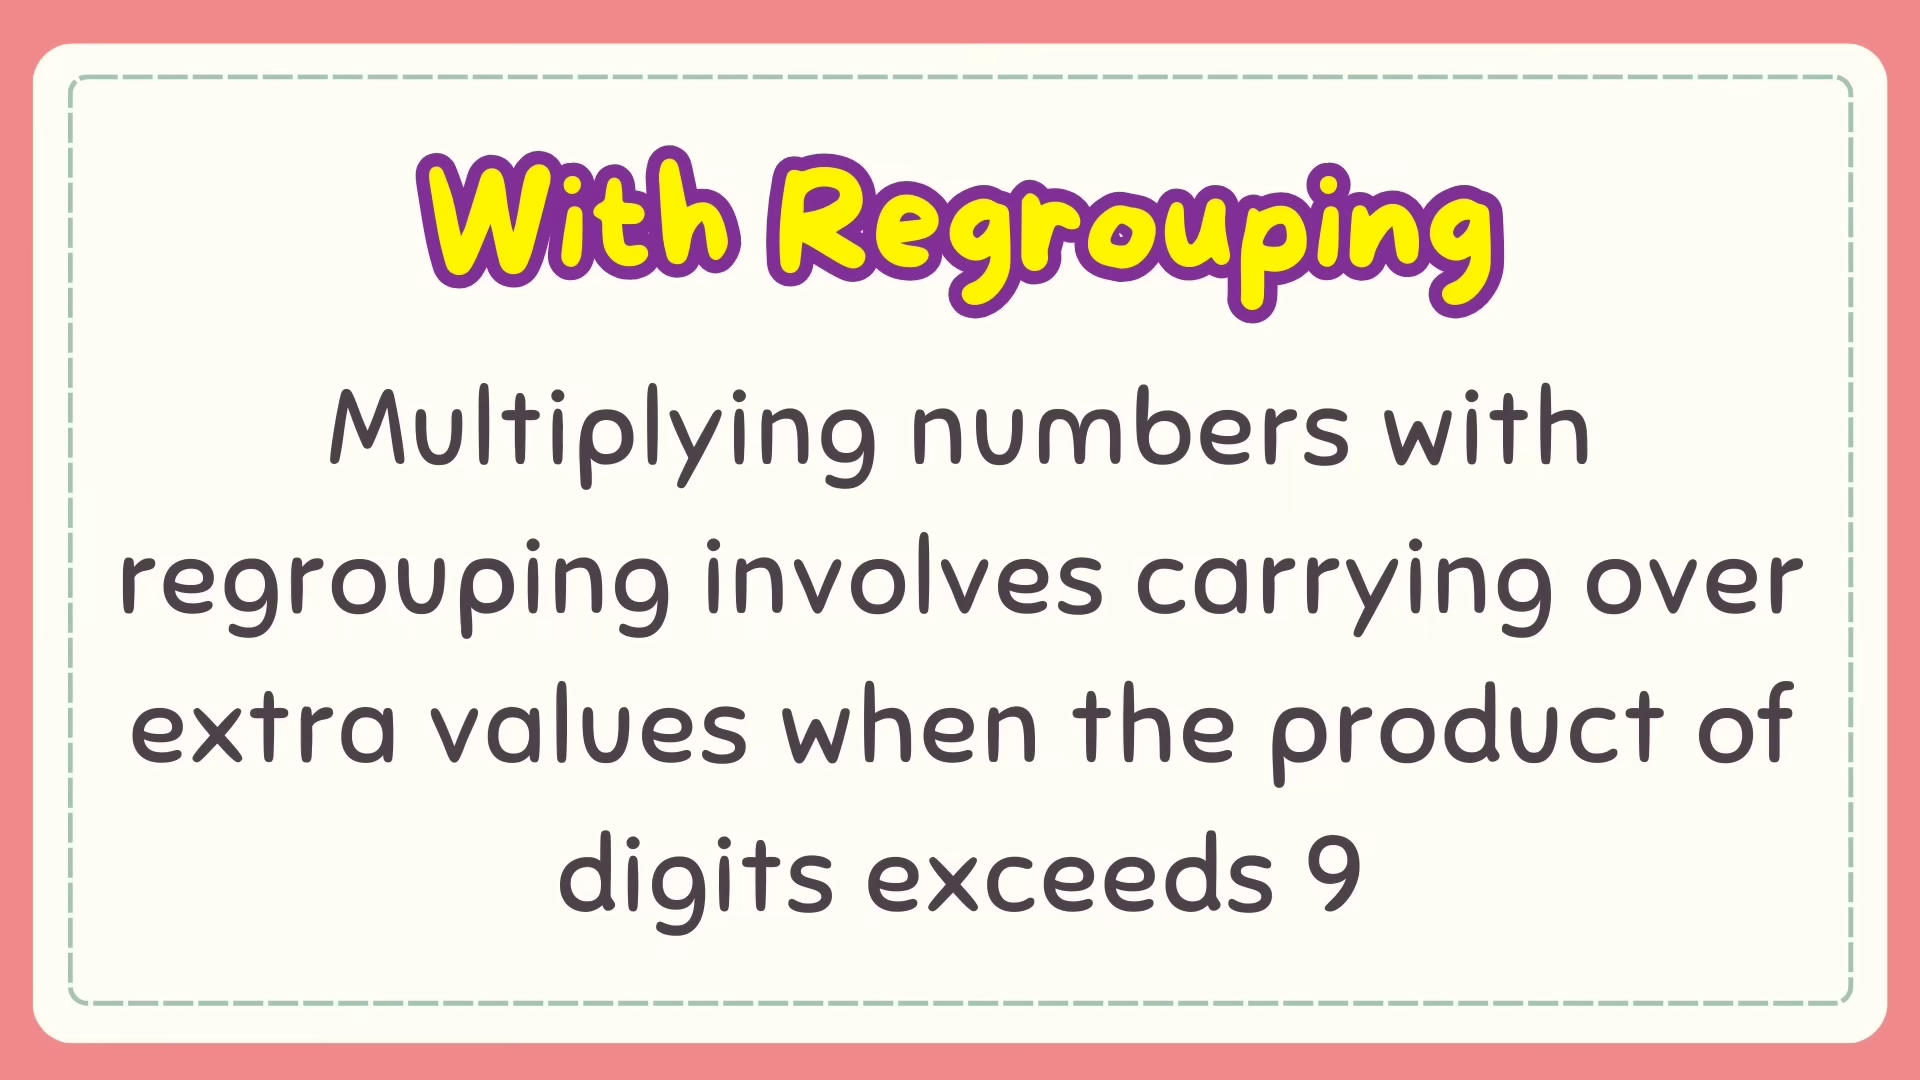 With Regrouping
Multiplying numbers with
regrouping involves carrying over
extra values when the product of
digits exceeds 9